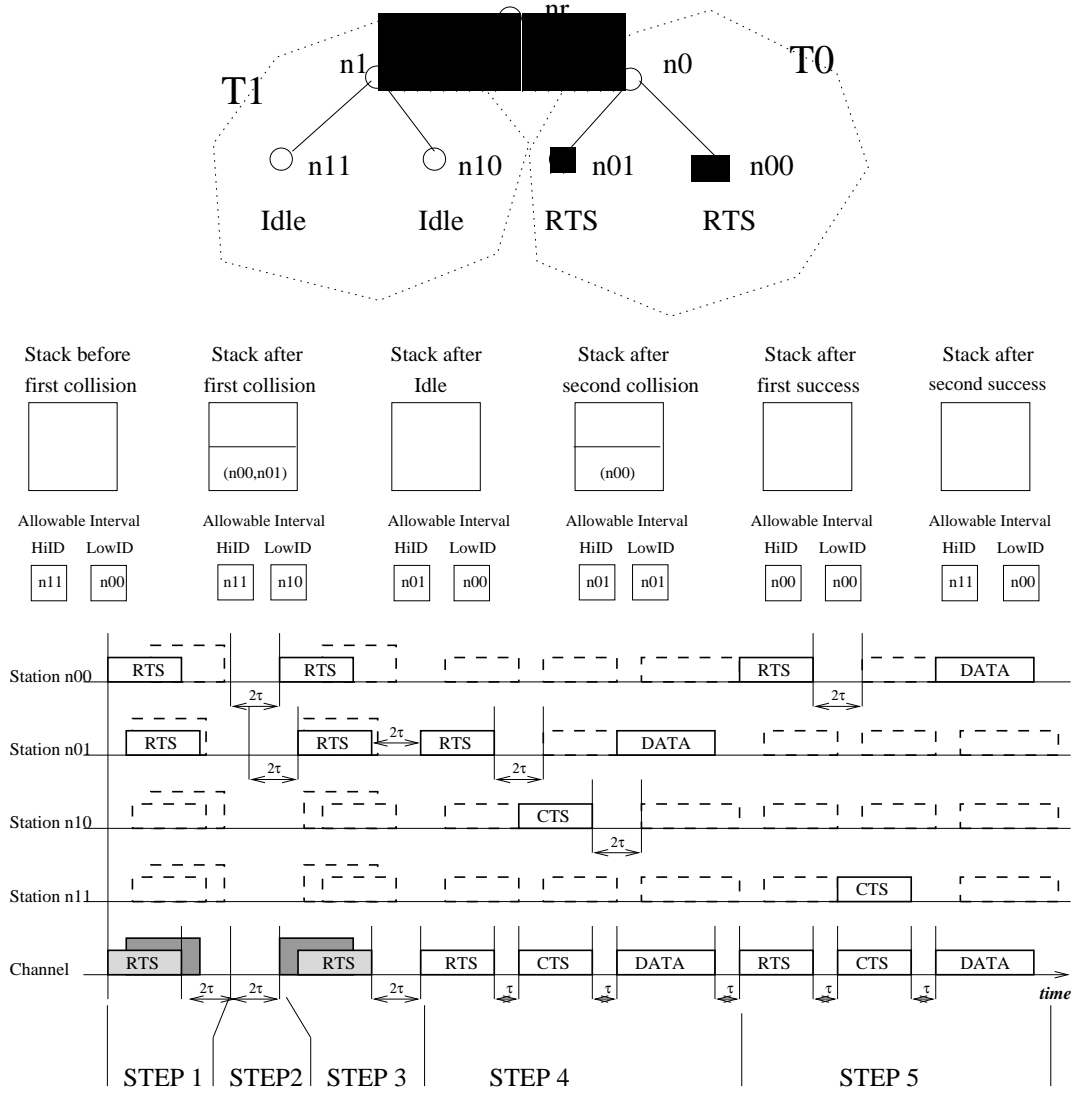 nr
n1
n0
T1
T0
n11
n10
n01
n00
Idle
Idle
RTS
RTS
Stack before
first collision
Stack after
first collision
Stack after
Idle
Stack after
second collision
Stack after
first success
Stack after
second success
(n00,n01)
(n00)
Allowable Interval
Allowable Interval
Allowable Interval
Allowable Interval
Allowable Interval
Allowable Interval
HiID LowID
HiID LowID
HiID LowID
HiID LowID
HiID LowID
HiID LowID
n11 n00
n11 n10
n01 n00
n01 n01
n00 n00
n11 n00
Station n00
RTS
RTS
RTS
DATA
2τ
2τ
Station n01
RTS
RTS
2τ
RTS
DATA
2τ
2τ
Station n10
CTS
2τ
Station n11
CTS
Channel
RTS
RTS
RTS
CTS
DATA
RTS
CTS
DATA
2τ
2τ
2τ
τ
τ
τ
τ
τ
time
STEP 1
STEP2
STEP 3
STEP 4
STEP 5